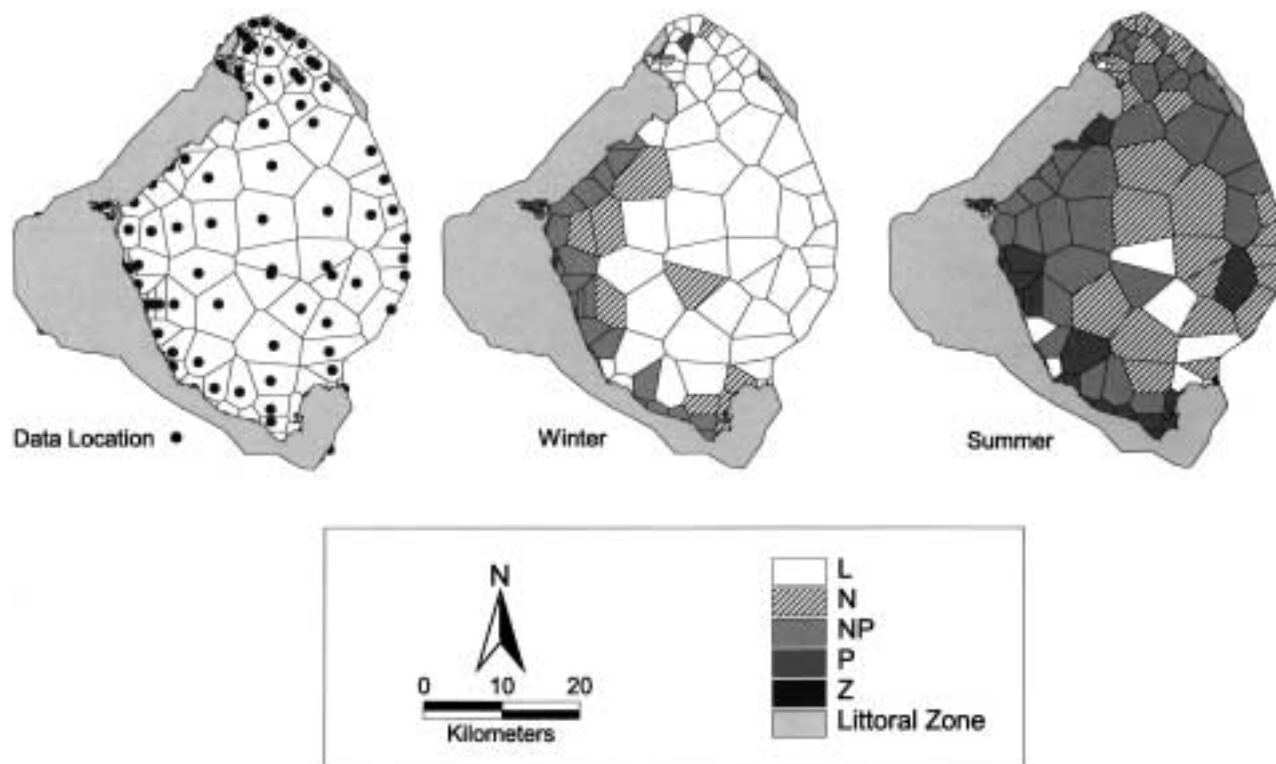 Data Location
Winter
Summer
N
0 10 20
Kilometers
L
N
NP
P
Z
Littoral Zone